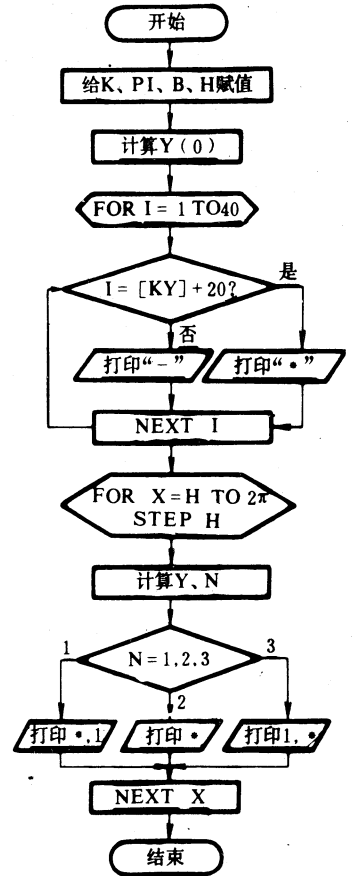 开始
给K、PI、B、H赋值
计算Y(0)
FOR I = 1 TO40
I = [KY] + 20?
是
否
打印“-”
打印“*”
NEXT I
FOR X=H TO 2π
STEP H
计算Y、N
N=1,2,3
1
3
2
打印 *,1
打印 *
打印1, *
NEXT X
结束